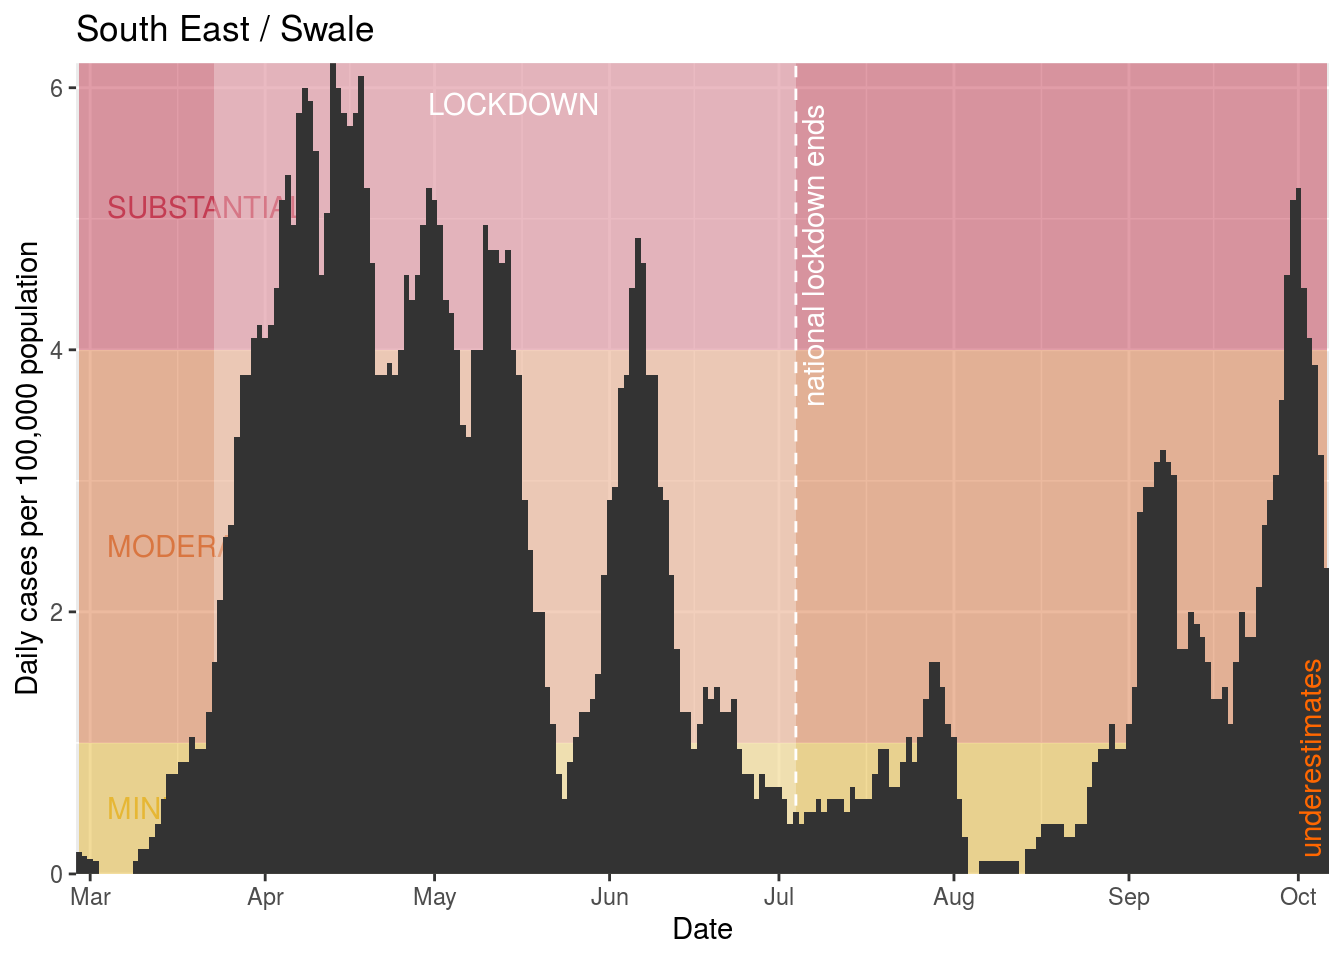 South East / Swale
LOCKDOWN
national lockdown ends
SUBSTANTIAL
MODERA
MIN
underestimates
Daily cases per 100,000 population
6
4
2
0
Mar Apr May Jun Jul Aug Sep Oct
Date